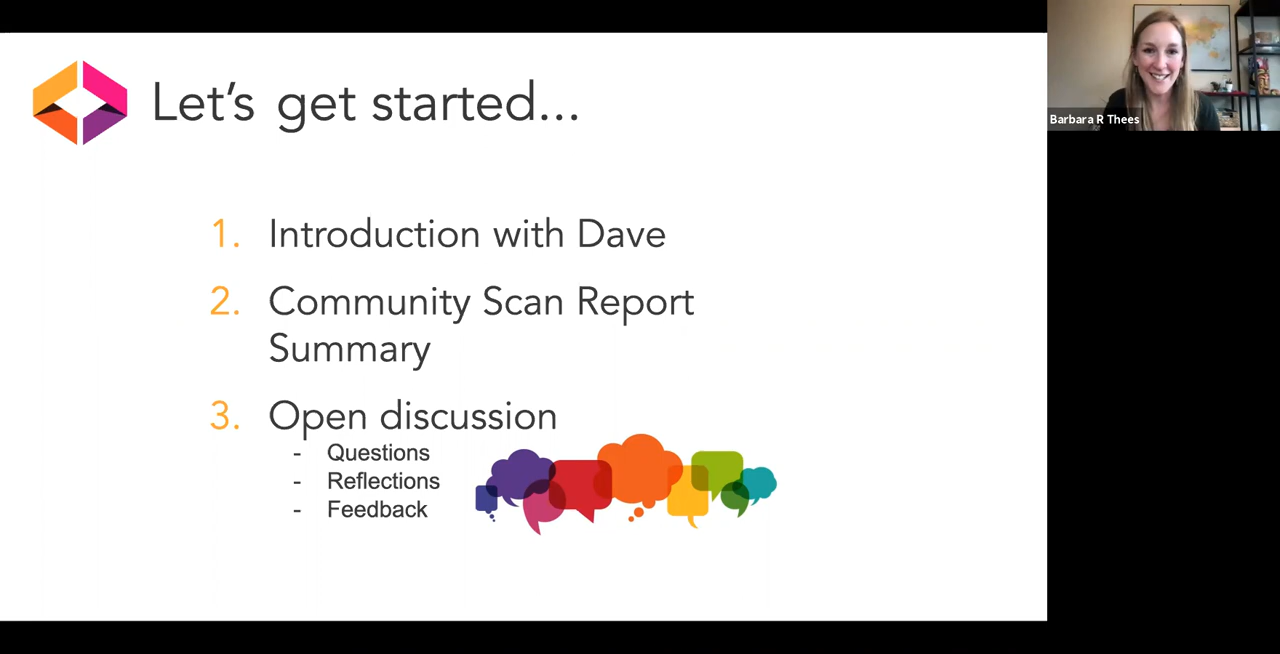 Let's get started...
1. Introduction with Dave
2. Community Scan Report
Summary
3. Open discussion
- Questions
- Reflections
- Feedback
Barbara R Thees